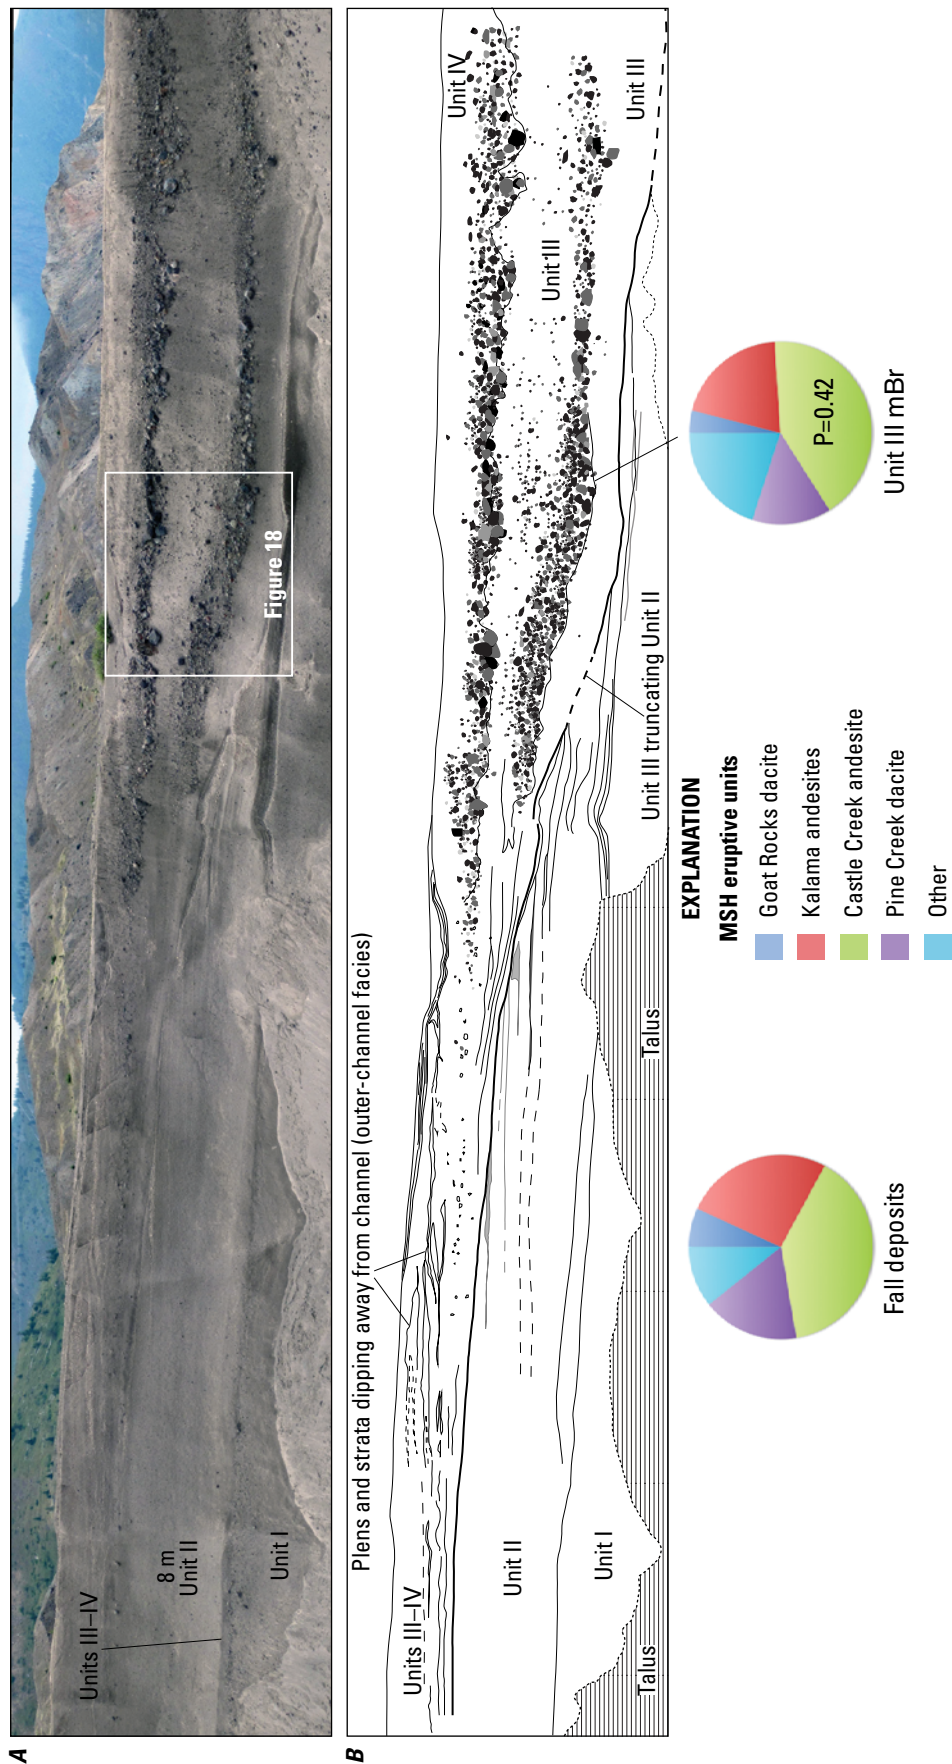 A
Units III–IV
8 m
Unit II
Unit I
Figure 18
B
Plens and strata dipping away from channel (outer-channel facies)
Units III–IV
Unit II
Unit I
Talus
Talus
Unit IV
Unit III
Unit III
Unit III truncating Unit II
Fall deposits
EXPLANATION
MSH eruptive units
Goat Rocks dacite
Kalama andesites
Castle Creek andesite
Pine Creek dacite
Other
P=0.42
Unit III mBr